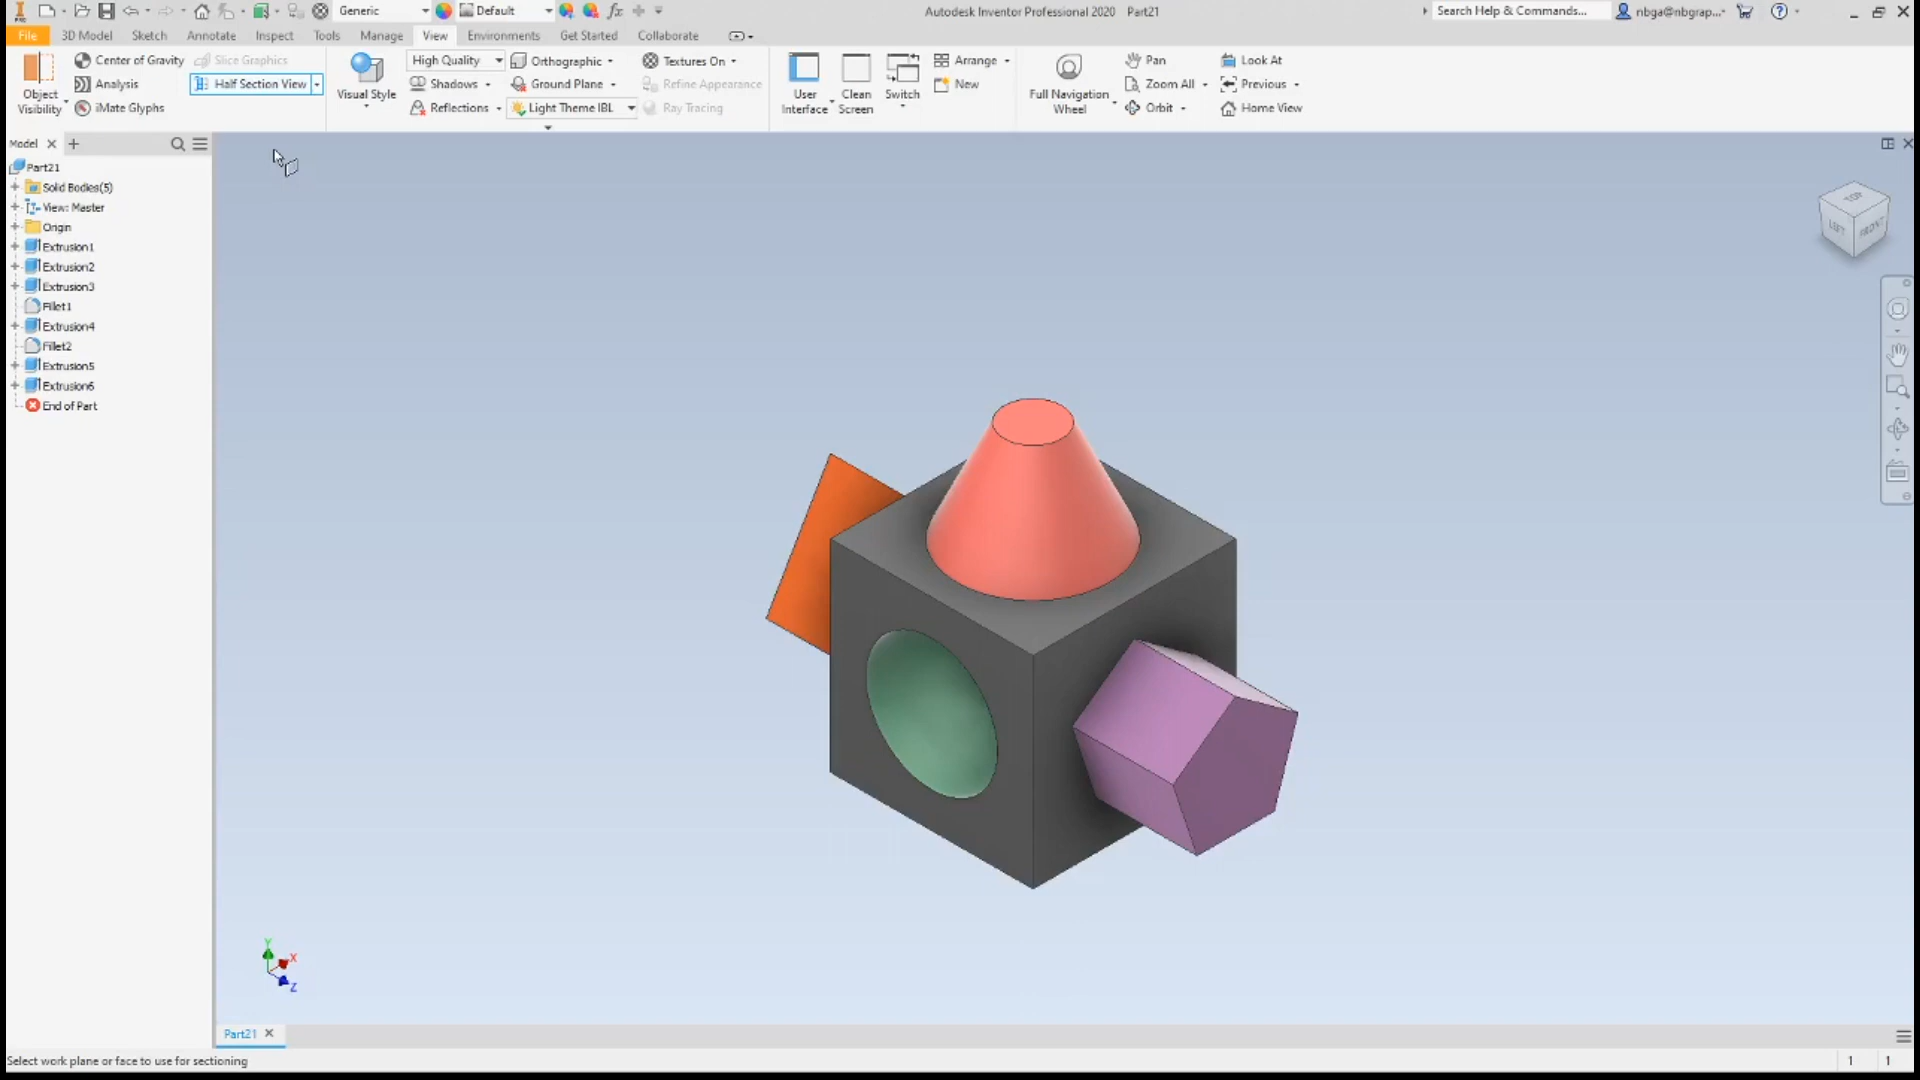 Generic
Default
Autodesk Inventor Professional 2020 Part21
Search Help & Commands...
nbga@nbgrap...
File 3D Model Sketch Annotate Inspect Tools Manage View Environments Get Started Collaborate
Object Visibility
Center of Gravity
Analysis
iMate Glyphs
Slice Graphics
Half Section View
Visual Style
High Quality
Shadows
Reflections
Orthographic
Ground Plane
Light Theme IBL
Textures On
Refine Appearance
Ray Tracing
User Interface
Clean Screen
Switch
Arrange
New
Full Navigation Wheel
Pan
Zoom All
Orbit
Look At
Previous
Home View
Model
Part21
Solid Bodies(5)
View: Master
Origin
Extrusion1
Extrusion2
Extrusion3
Fillet1
Extrusion4
Fillet2
Extrusion5
Extrusion6
End of Part
TOP
LEFT
FRONT
Y
X
Z
Part21
Select work plane or face to use for sectioning
1 1